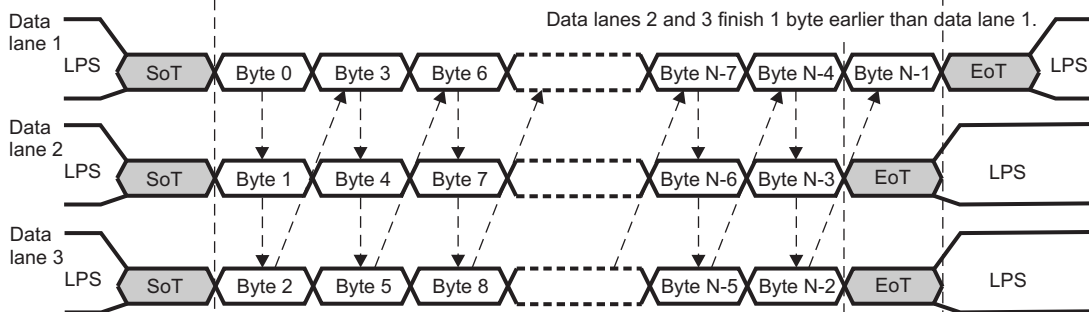 Data lanes 2 and 3 finish 1 byte earlier than data lane 1.
Data
lane 1
LPS SoT Byte 0 Byte 3 Byte 6 Byte N-7 Byte N-4 Byte N-1 EoT LPS
Data
lane 2
LPS SoT Byte 1 Byte 4 Byte 7 Byte N-6 Byte N-3 EoT LPS
Data
lane 3
LPS SoT Byte 2 Byte 5 Byte 8 Byte N-5 Byte N-2 EoT LPS